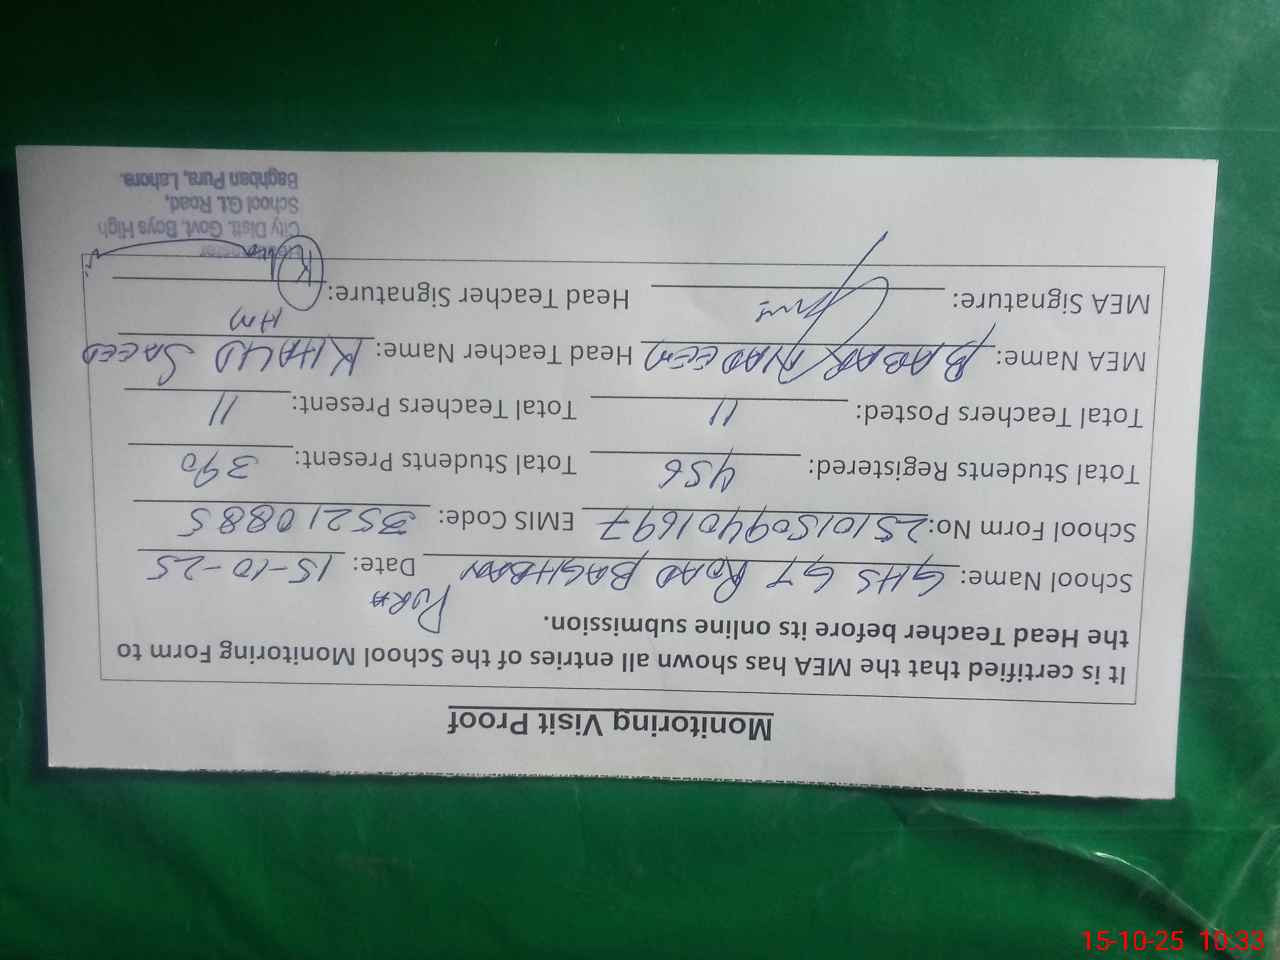 Monitoring Visit Proof
It is certified that the MEA has shown all entries of the School Monitoring Form to
the Head Teacher before its online submission.
PURA
School Name: GHS GT ROAD BAGHBAN Date: 15-10-25
School Form No: 25101509401697 EMIS Code: 35210885
Total Students Registered: 456 Total Students Present: 390
Total Teachers Posted: 11 Total Teachers Present: 11
MEA Name: BABAR NADEEM Head Teacher Name: KHALID SAEED
HM
MEA Signature: Head Teacher Signature:
City Distt. Govt. Boys High
School G.T. Road,
Baghban Pura, Lahore.
15-10-25 10:33